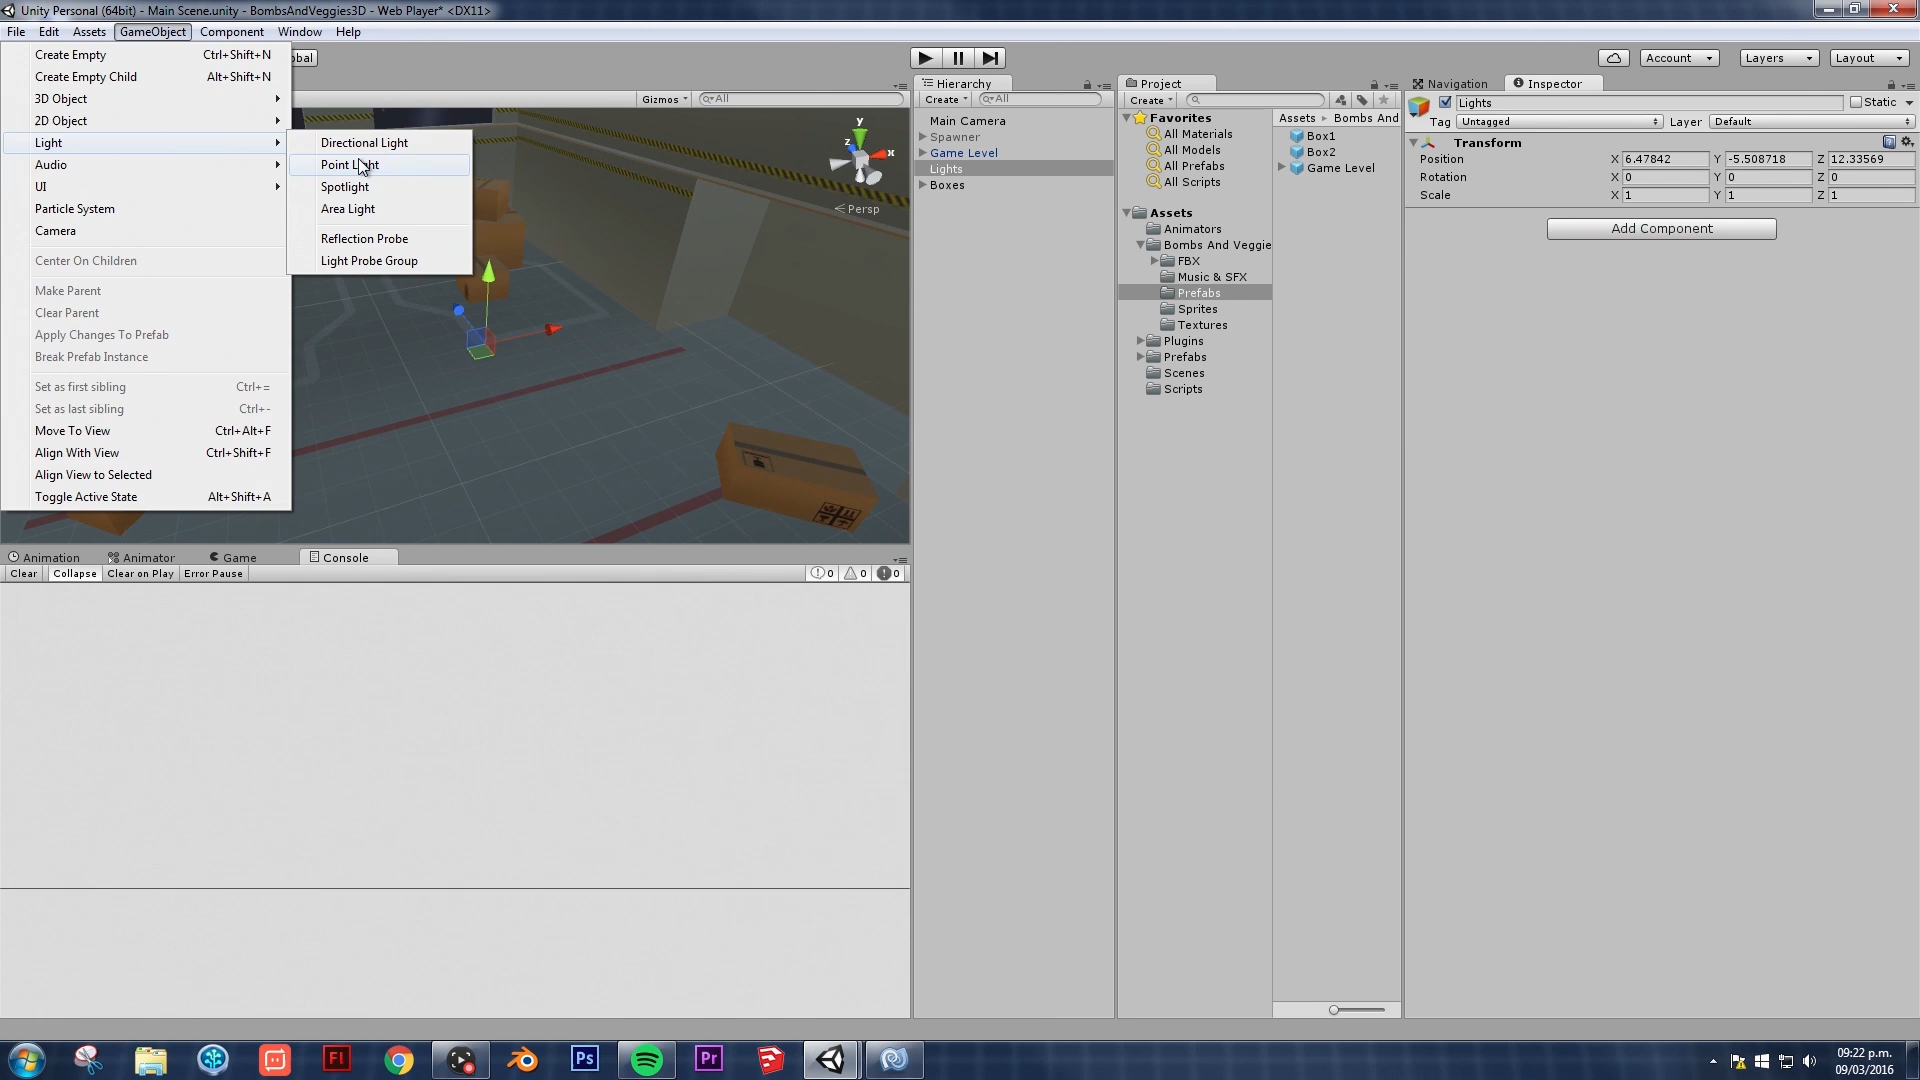 Unity Personal (64bit) - Main Scene.unity - BombsAndVeggies3D - Web Player* <DX11>
File Edit Assets GameObject Component Window Help
Create Empty Ctrl+Shift+N
Create Empty Child Alt+Shift+N
3D Object
2D Object
Light
Audio
UI
Particle System
Camera
Center On Children
Make Parent
Clear Parent
Apply Changes To Prefab
Break Prefab Instance
Set as first sibling Ctrl+=
Set as last sibling Ctrl+-
Move To View Ctrl+Alt+F
Align With View Ctrl+Shift+F
Align View to Selected
Toggle Active State Alt+Shift+A
Directional Light
Point Light
Spotlight
Area Light
Reflection Probe
Light Probe Group
obal
Gizmos All
y
x
z
Persp
Account Layers Layout
Hierarchy
Create All
Main Camera
Spawner
Game Level
Lights
Boxes
Project
Create
Favorites
All Materials
All Models
All Prefabs
All Scripts
Assets
Animators
Bombs And Veggie
FBX
Music & SFX
Prefabs
Sprites
Textures
Plugins
Prefabs
Scenes
Scripts
Assets Bombs And
Box1
Box2
Game Level
Navigation Inspector
Lights Static
Tag Untagged Layer Default
Transform
Position X 6.47842 Y -5.508718 Z 12.33569
Rotation X 0 Y 0 Z 0
Scale X 1 Y 1 Z 1
Add Component
Animation Animator Game Console
Clear Collapse Clear on Play Error Pause 0 0 0
Fl Ps Pr
09:22 p.m.
09/03/2016